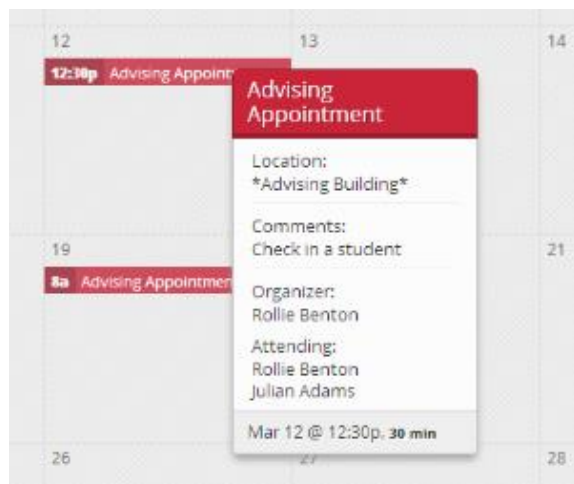 12
13
14
12:30p Advising Appoint
Advising
Appointment
Location:
*Advising Building*
Comments:
Check in a student
19
21
8a Advising Appointmen
Organizer:
Rollie Benton
Attending:
Rollie Benton
Julian Adams
Mar 12 @ 12:30p, 30 min
26
27
28